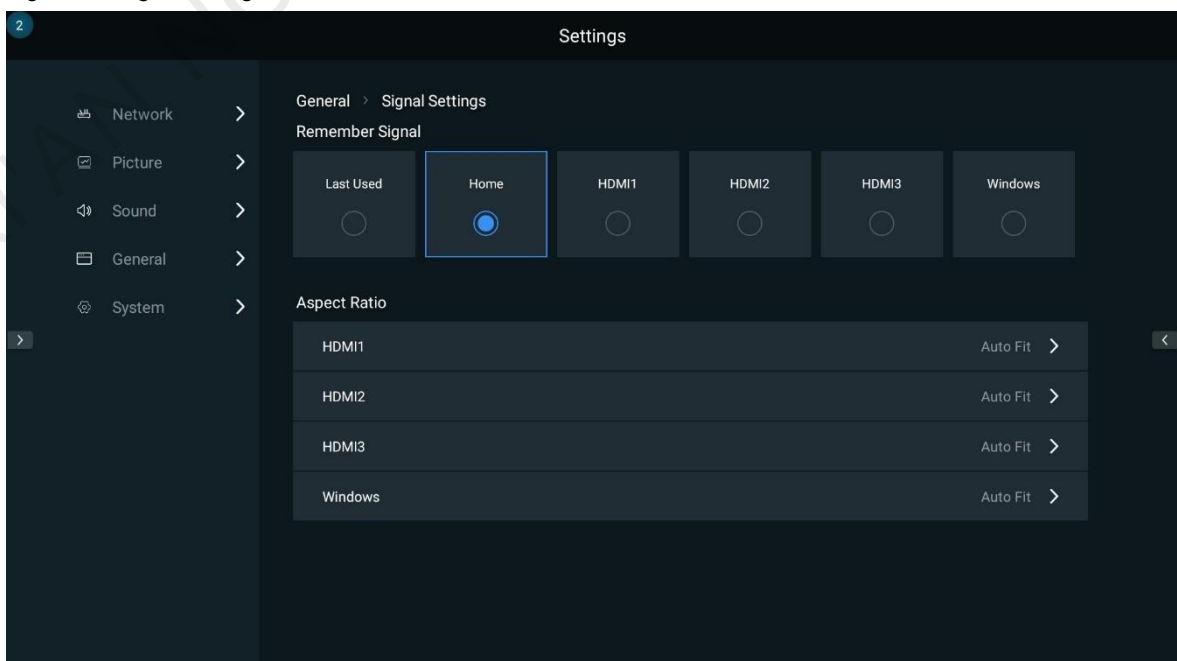 2
Settings
Network
Picture
Sound
General
System
General > Signal Settings
Remember Signal
Last Used
Home
HDMI1
HDMI2
HDMI3
Windows
Aspect Ratio
HDMI1 Auto Fit
HDMI2 Auto Fit
HDMI3 Auto Fit
Windows Auto Fit